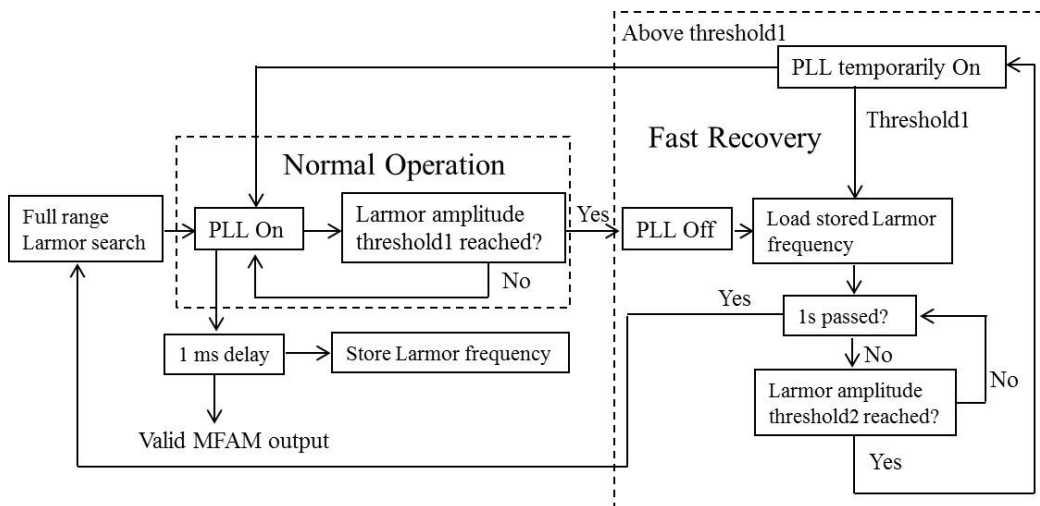 Above threshold1
PLL temporarily On
Threshold1
Fast Recovery
Normal Operation
Full range
Larmor search
PLL On
Larmor amplitude
threshold1 reached?
Yes
No
PLL Off
Load stored Larmor
frequency
Yes
1s passed?
No
No
1 ms delay
Store Larmor frequency
Larmor amplitude
threshold2 reached?
Valid MFAM output
Yes